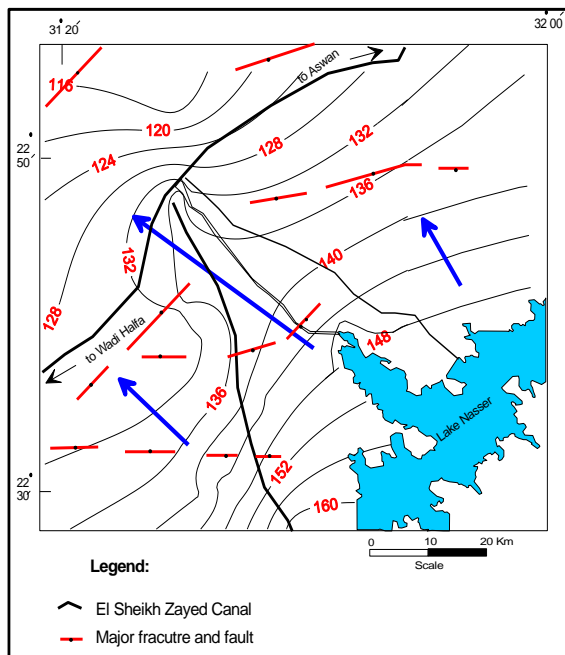 31 20'
32 00'
to Aswan
116
120
124
128
132
136
22 50'
132
140
128
to Wadi Halfa
148
136
Lake Nasser
152
160
22 30'
0 10 20 Km
Scale
Legend:
El Sheikh Zayed Canal
Major fracutre and fault